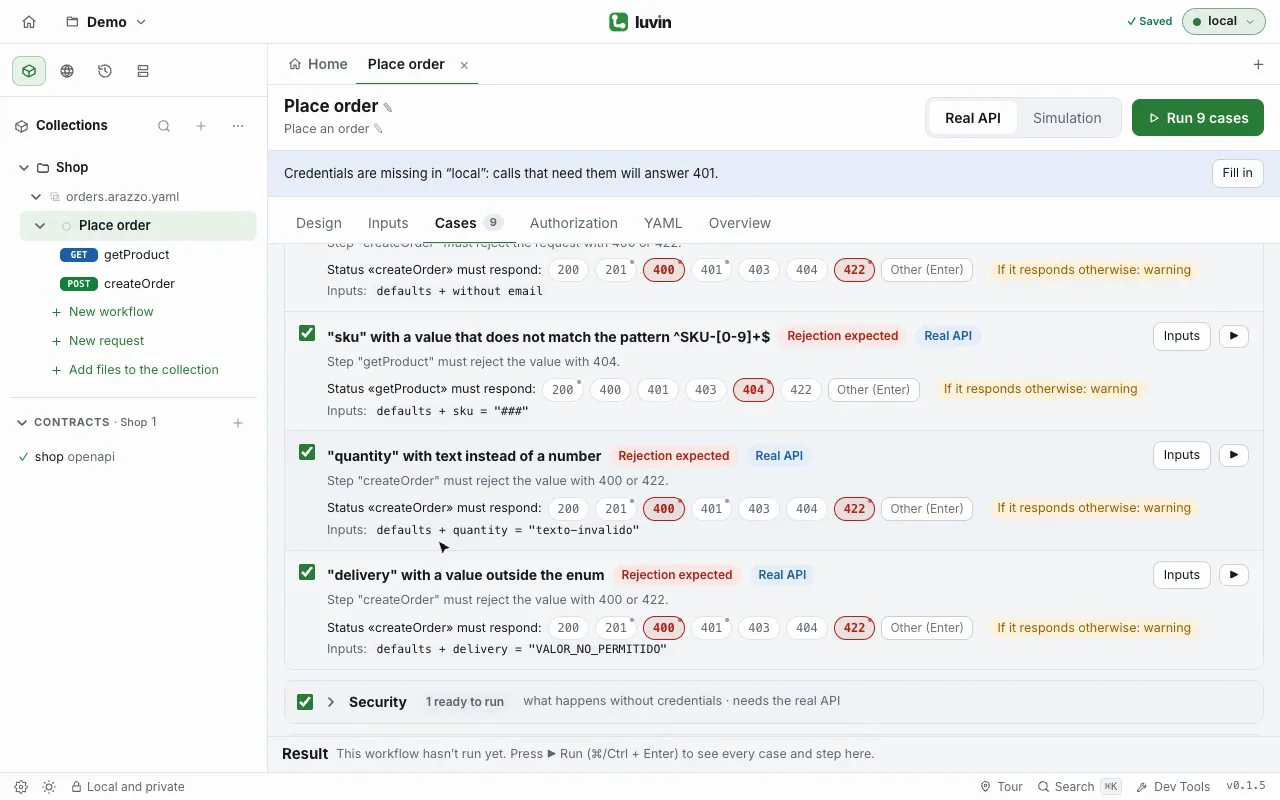 Demo
luvin
✓ Saved
local
Home
Place order
Collections
Place order
Place an order
Real API
Simulation
Run 9 cases
Shop
orders.arazzo.yaml
Place order
GET getProduct
POST createOrder
+ New workflow
+ New request
+ Add files to the collection
CONTRACTS · Shop 1
shop openapi
Credentials are missing in “local”: calls that need them will answer 401.
Fill in
Design
Inputs
Cases 9
Authorization
YAML
Overview
Step "createOrder" must reject the request with 400 or 422.
Status «createOrder» must respond: 200 201 400 401 403 404 422 Other (Enter) If it responds otherwise: warning
Inputs: defaults + without email
"sku" with a value that does not match the pattern ^SKU-[0-9]+$ Rejection expected Real API Inputs
Step "getProduct" must reject the value with 404.
Status «getProduct» must respond: 200 400 401 403 404 422 Other (Enter) If it responds otherwise: warning
Inputs: defaults + sku = "###"
"quantity" with text instead of a number Rejection expected Real API Inputs
Step "createOrder" must reject the value with 400 or 422.
Status «createOrder» must respond: 200 201 400 401 403 404 422 Other (Enter) If it responds otherwise: warning
Inputs: defaults + quantity = "texto-invalido"
"delivery" with a value outside the enum Rejection expected Real API Inputs
Step "createOrder" must reject the value with 400 or 422.
Status «createOrder» must respond: 200 201 400 401 403 404 422 Other (Enter) If it responds otherwise: warning
Inputs: defaults + delivery = "VALOR_NO_PERMITIDO"
Security 1 ready to run what happens without credentials · needs the real API
Result This workflow hasn’t run yet. Press ▶ Run (⌘/Ctrl + Enter) to see every case and step here.
Local and private
Tour
Search ⌘K
Dev Tools
v0.1.5